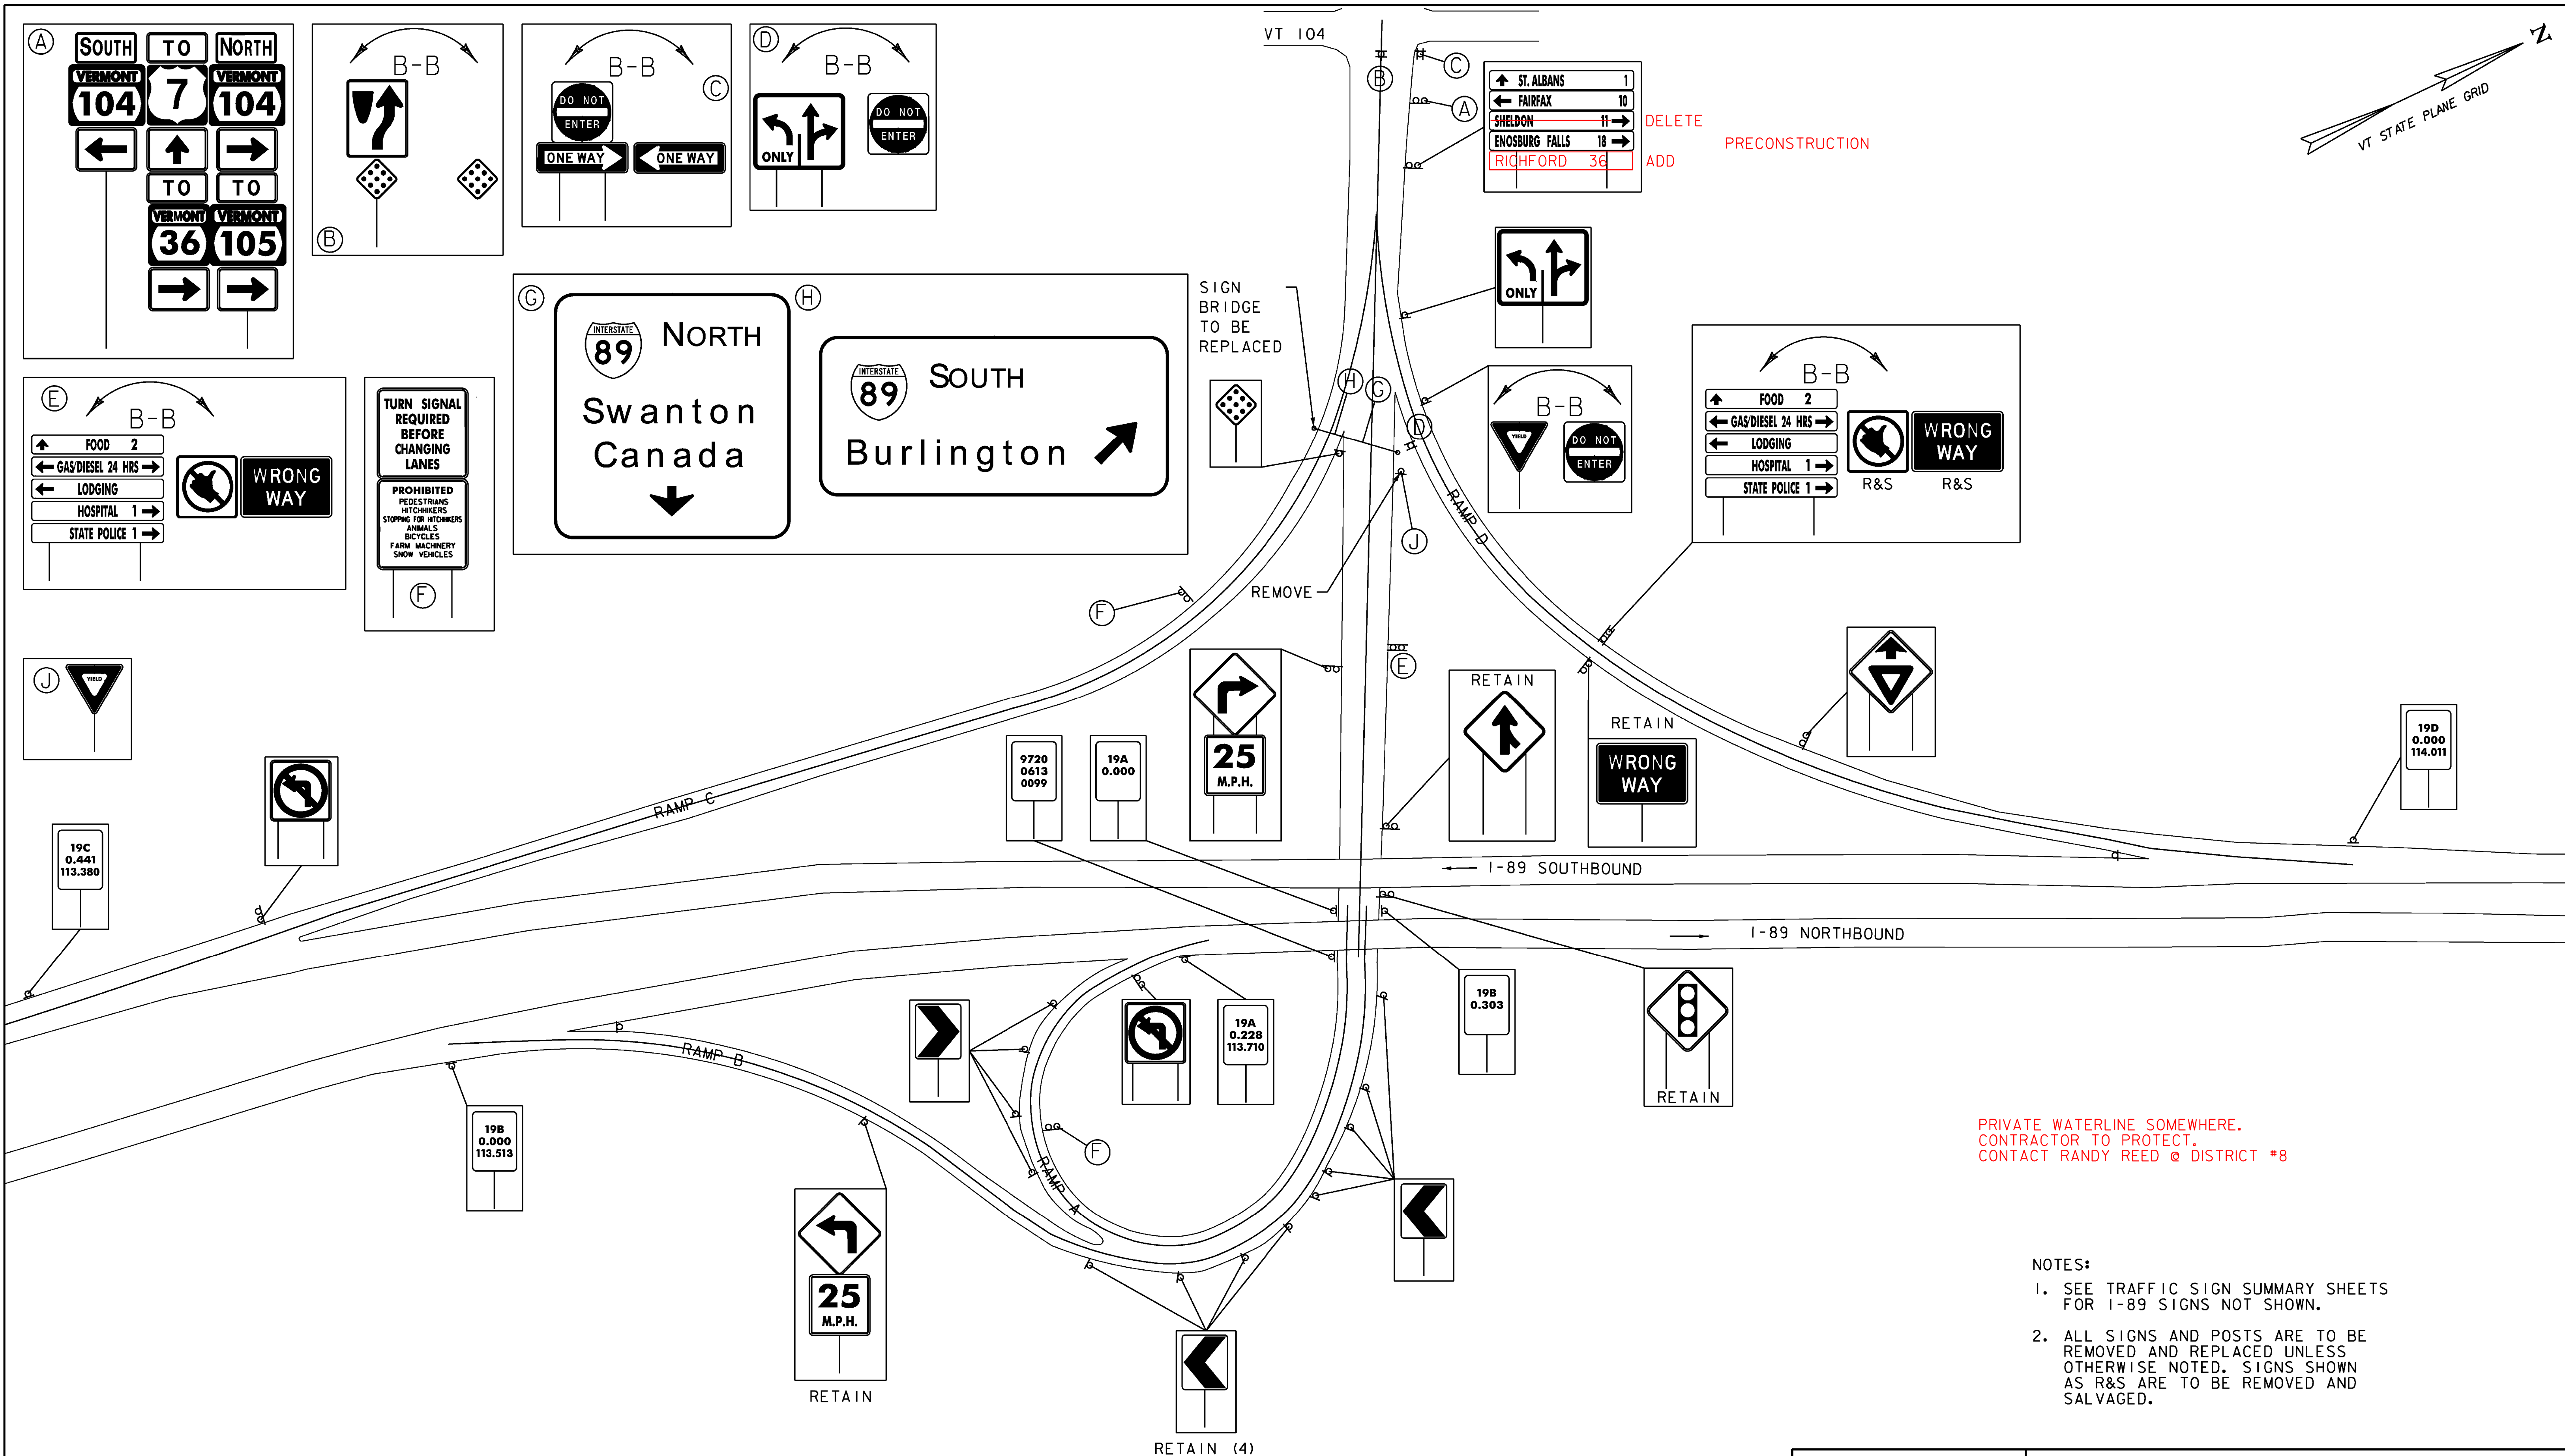 A
SOUTH TO NORTH
VERMONT 104
7
VERMONT 104
TO TO
VERMONT 36
VERMONT 105
B-B
B
B-B
C
DO NOT ENTER
ONE WAY
ONE WAY
D
B-B
ONLY
DO NOT ENTER
VT 104
B
C
A
ST. ALBANS 1
FAIRFAX 10
SHELDON 11
DELETE
ENOSBURG FALLS 18
RICHFORD 36
ADD
PRECONSTRUCTION
N
VT STATE PLANE GRID
ONLY
G
INTERSTATE 89 NORTH
Swanton
Canada
H
INTERSTATE 89 SOUTH
Burlington
SIGN
BRIDGE
TO BE
REPLACED
H
G
D
B-B
YIELD
DO NOT ENTER
B-B
FOOD 2
GAS/DIESEL 24 HRS
LODGING
HOSPITAL 1
STATE POLICE 1
R&S
WRONG
WAY
R&S
E
B-B
FOOD 2
GAS/DIESEL 24 HRS
LODGING
HOSPITAL 1
STATE POLICE 1
WRONG
WAY
TURN SIGNAL
REQUIRED
BEFORE
CHANGING
LANES
PROHIBITED
PEDESTRIANS
HITCHHIKERS
STOPPING FOR HITCHHIKERS
ANIMALS
BICYCLES
FARM MACHINERY
SNOW VEHICLES
F
RAMP D
J
REMOVE
F
E
J
YIELD
25
M.P.H.
RETAIN
RETAIN
WRONG
WAY
19D
0.000
114.011
9720
0613
0099
19A
0.000
RAMP C
19C
0.441
113.380
I-89 SOUTHBOUND
I-89 NORTHBOUND
19A
0.228
113.710
19B
0.303
RETAIN
RAMP B
19B
0.000
113.513
F
RAMP A
25
M.P.H.
RETAIN
RETAIN (4)
PRIVATE WATERLINE SOMEWHERE.
CONTRACTOR TO PROTECT.
CONTACT RANDY REED @ DISTRICT #8
NOTES:
1. SEE TRAFFIC SIGN SUMMARY SHEETS
FOR I-89 SIGNS NOT SHOWN.
2. ALL SIGNS AND POSTS ARE TO BE
REMOVED AND REPLACED UNLESS
OTHERWISE NOTED. SIGNS SHOWN
AS R&S ARE TO BE REMOVED AND
SALVAGED.